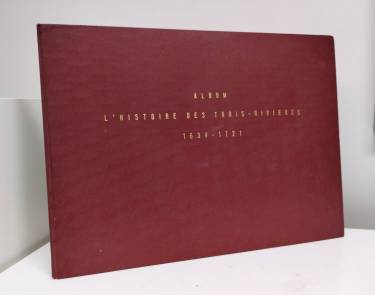 ALBUM
L'HISTOIRE DES TROIS-RIVIÈRES
1634-1721